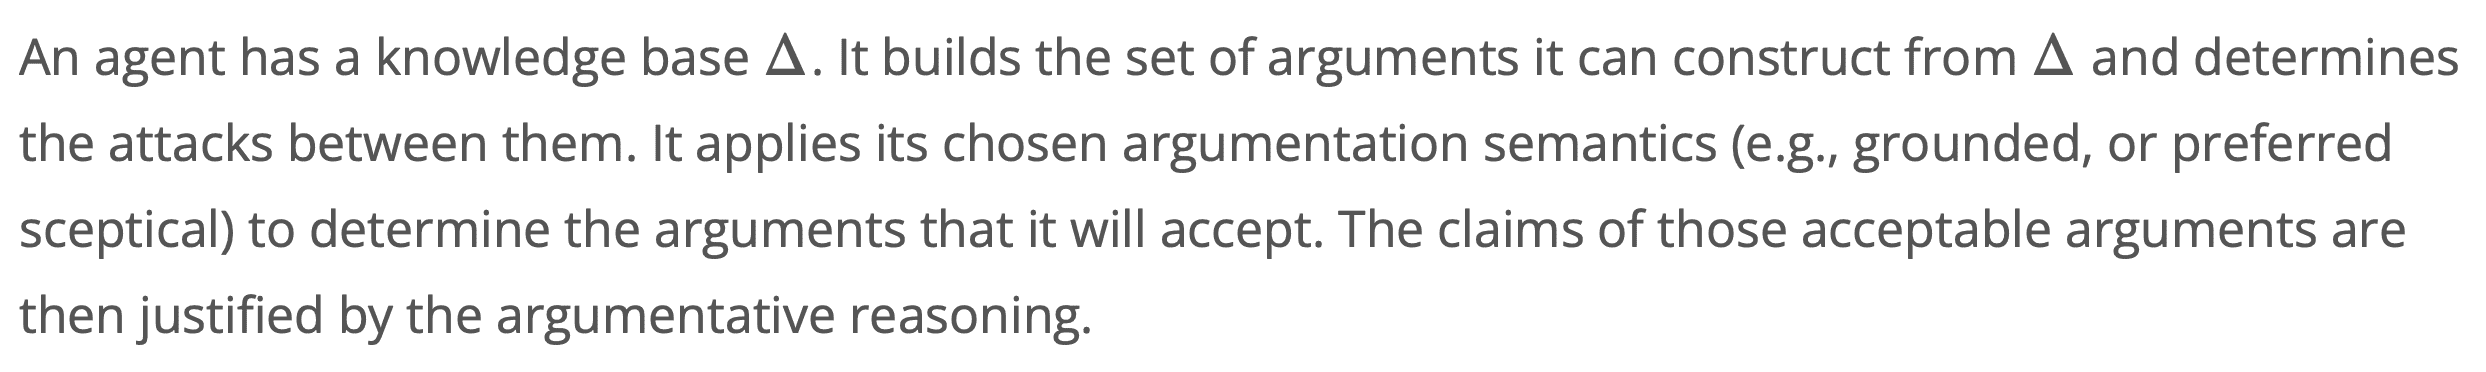 An agent has a knowledge base Δ. It builds the set of arguments it can construct from Δ and determines
the attacks between them. It applies its chosen argumentation semantics (e.g., grounded, or preferred
sceptical) to determine the arguments that it will accept. The claims of those acceptable arguments are
then justified by the argumentative reasoning.